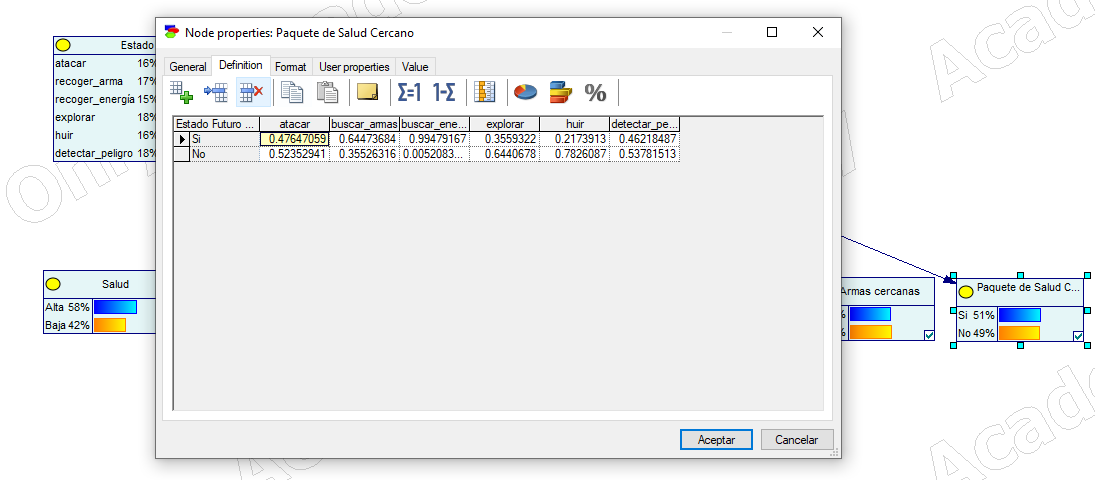 Node properties: Paquete de Salud Cercano
General Definition Format User properties Value
Σ=1 1-Σ %
Estado Futuro ... atacar buscar_armas buscar_ene... explorar huir detectar_pe...
Si 0.47647059 0.64473684 0.99479167 0.3559322 0.2173913 0.46218487
No 0.52352941 0.35526316 0.0052083... 0.6440678 0.7826087 0.53781513
Aceptar Cancelar
Estado
atacar 16%
recoger_arma 17%
recoger_energía 15%
explorar 18%
huir 16%
detectar_peligro 18%
Salud
Alta 58%
Baja 42%
Armas cercanas
%
%
Paquete de Salud C...
Si 51%
No 49%
Acad
On
Acad